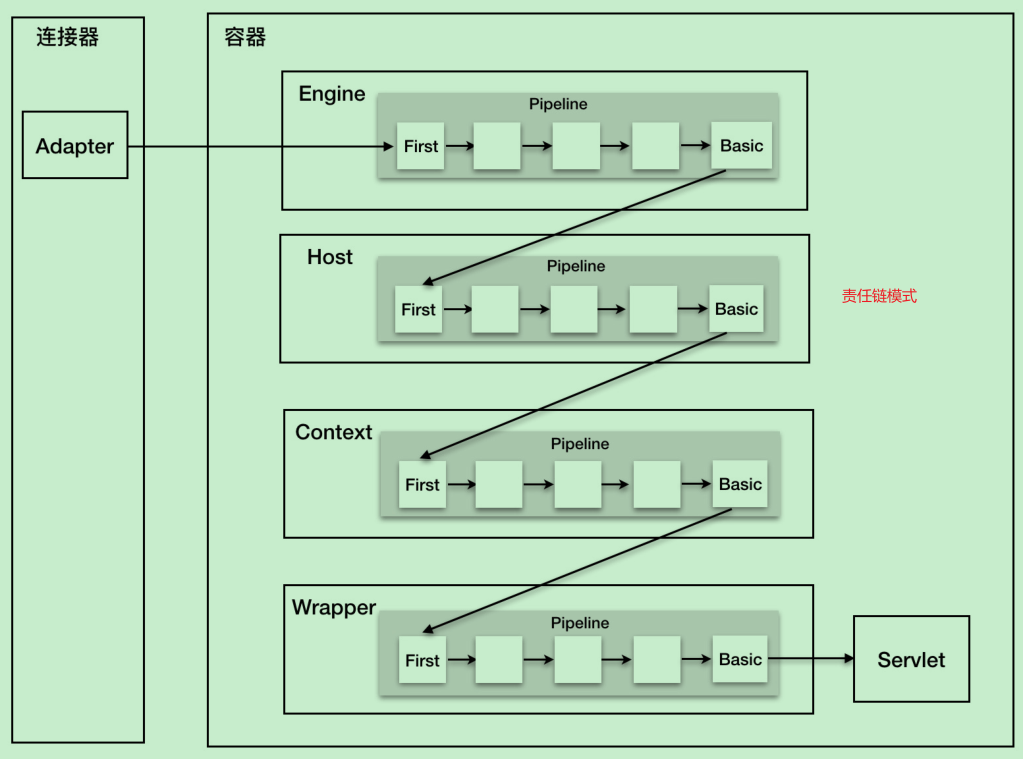 连接器
容器
Engine
Pipeline
Adapter
First
Basic
Host
Pipeline
责任链模式
First
Basic
Context
Pipeline
First
Basic
Wrapper
Pipeline
First
Basic
Servlet